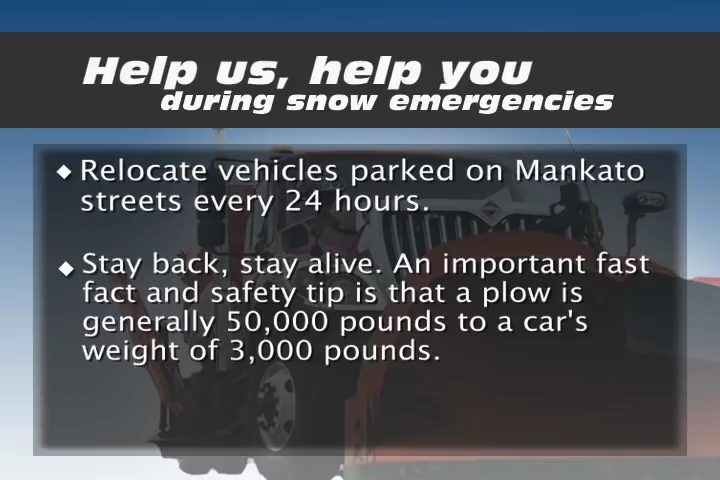 Help us, help you
during snow emergencies
◆ Relocate vehicles parked on Mankato
streets every 24 hours.
◆ Stay back, stay alive. An important fast
fact and safety tip is that a plow is
generally 50,000 pounds to a car's
weight of 3,000 pounds.